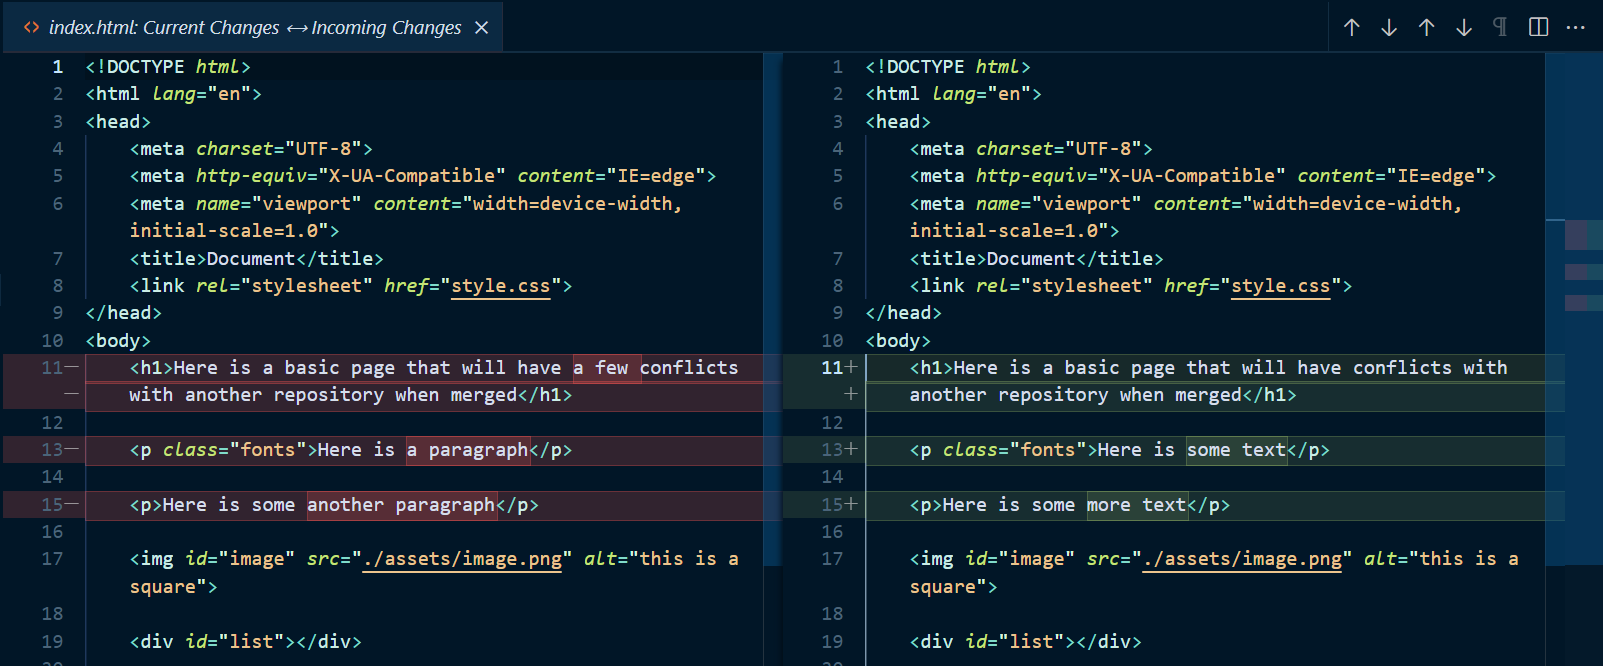 index.html: Current Changes ↔ Incoming Changes
1 <!DOCTYPE html>
2 <html lang="en">
3 <head>
4 <meta charset="UTF-8">
5 <meta http-equiv="X-UA-Compatible" content="IE=edge">
6 <meta name="viewport" content="width=device-width,
initial-scale=1.0">
7 <title>Document</title>
8 <link rel="stylesheet" href="style.css">
9 </head>
10 <body>
11— <h1>Here is a basic page that will have a few conflicts
— with another repository when merged</h1>
12
13— <p class="fonts">Here is a paragraph</p>
14
15— <p>Here is some another paragraph</p>
16
17 <img id="image" src="./assets/image.png" alt="this is a
square">
18
19 <div id="list"></div>
1 <!DOCTYPE html>
2 <html lang="en">
3 <head>
4 <meta charset="UTF-8">
5 <meta http-equiv="X-UA-Compatible" content="IE=edge">
6 <meta name="viewport" content="width=device-width,
initial-scale=1.0">
7 <title>Document</title>
8 <link rel="stylesheet" href="style.css">
9 </head>
10 <body>
11+ <h1>Here is a basic page that will have conflicts with
+ another repository when merged</h1>
12
13+ <p class="fonts">Here is some text</p>
14
15+ <p>Here is some more text</p>
16
17 <img id="image" src="./assets/image.png" alt="this is a
square">
18
19 <div id="list"></div>